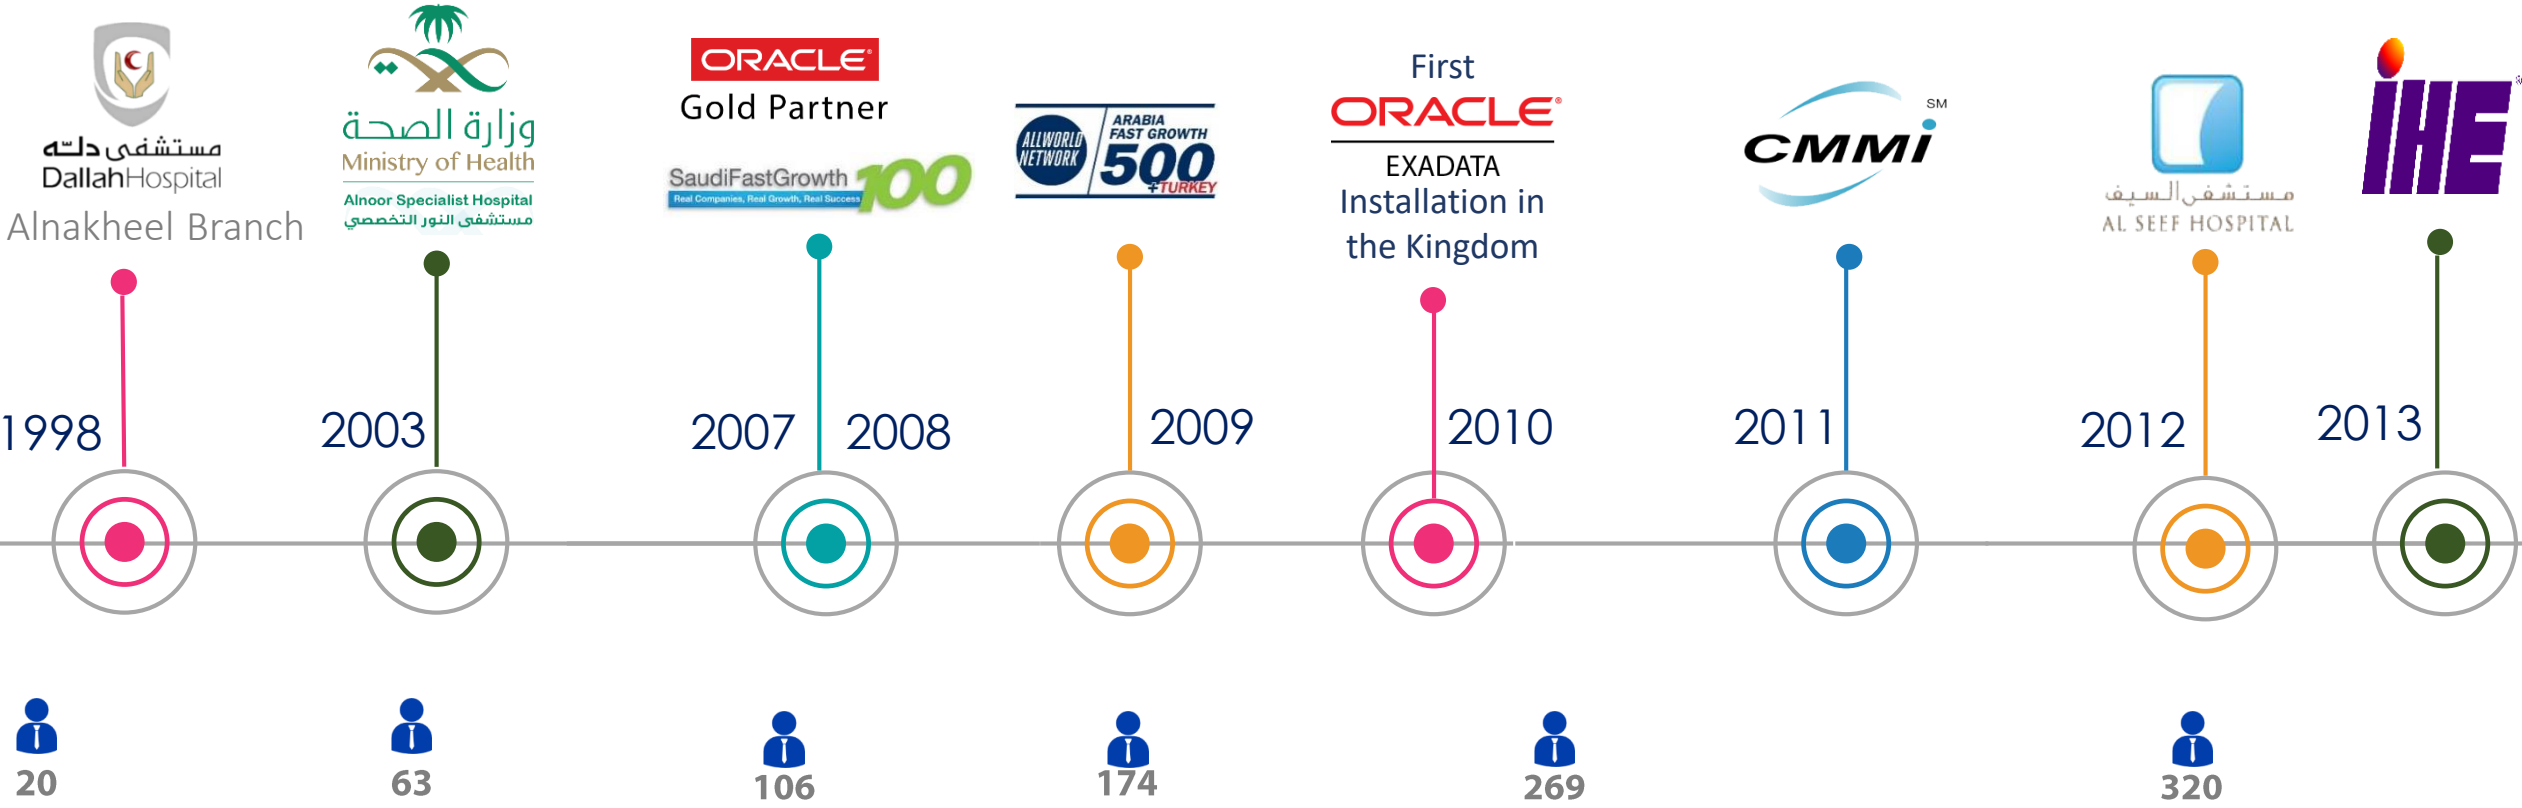 مستشفى دلـه
DallahHospital
Alnakheel Branch
وزارة الصحة
Ministry of Health
Alnoor Specialist Hospital
مستشفى النور التخصصي
ORACLE®
Gold Partner
SaudiFastGrowth 100
Real Companies, Real Growth, Real Success
ALLWORLD
NETWORK
ARABIA
FAST GROWTH
500
+TURKEY
First
ORACLE®
EXADATA
Installation in
the Kingdom
CMMI SM
مستشفى السيف
AL SEEF HOSPITAL
IHE®
1998
2003
2007
2008
2009
2010
2011
2012
2013
20
63
106
174
269
320